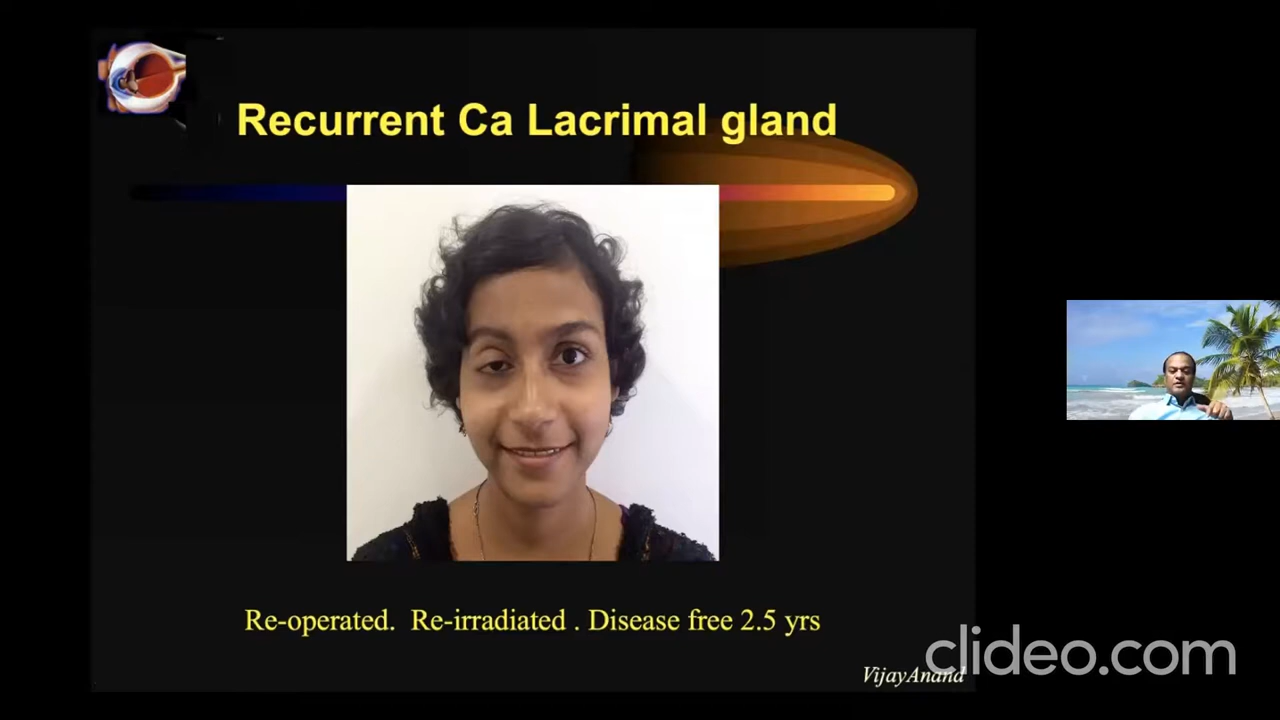 Recurrent Ca Lacrimal gland
Re-operated. Re-irradiated . Disease free 2.5 yrs
VijayAnand
clideo.com